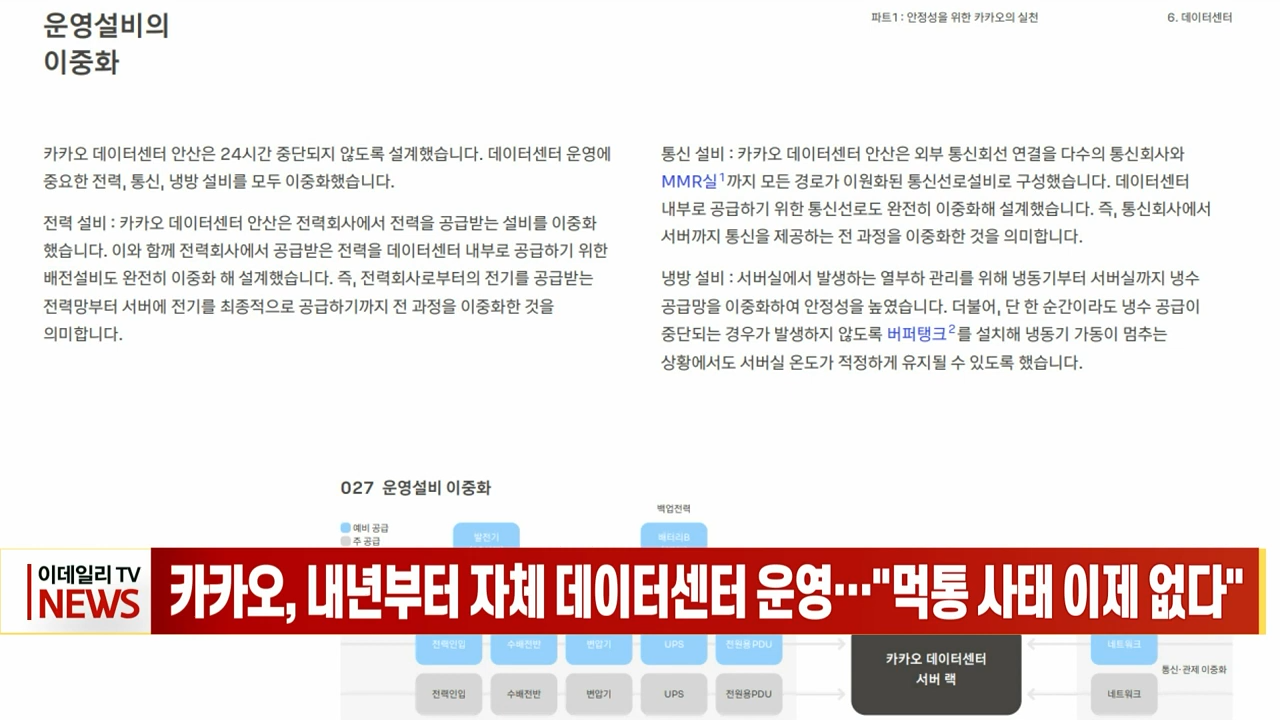 운영설비의
이중화
파트1 : 안정성을 위한 카카오의 실천
6. 데이터센터
카카오 데이터센터 안산은 24시간 중단되지 않도록 설계했습니다. 데이터센터 운영에
중요한 전력, 통신, 냉방 설비를 모두 이중화했습니다.
전력 설비 : 카카오 데이터센터 안산은 전력회사에서 전력을 공급받는 설비를 이중화
했습니다. 이와 함께 전력회사에서 공급받은 전력을 데이터센터 내부로 공급하기 위한
배전설비도 완전히 이중화 해 설계했습니다. 즉, 전력회사로부터의 전기를 공급받는
전력망부터 서버에 전기를 최종적으로 공급하기까지 전 과정을 이중화한 것을
의미합니다.
통신 설비 : 카카오 데이터센터 안산은 외부 통신회선 연결을 다수의 통신회사와
MMR실1까지 모든 경로가 이원화된 통신선로설비로 구성했습니다. 데이터센터
내부로 공급하기 위한 통신선로도 완전히 이중화해 설계했습니다. 즉, 통신회사에서
서버까지 통신을 제공하는 전 과정을 이중화한 것을 의미합니다.
냉방 설비 : 서버실에서 발생하는 열부하 관리를 위해 냉동기부터 서버실까지 냉수
공급망을 이중화하여 안정성을 높였습니다. 더불어, 단 한 순간이라도 냉수 공급이
중단되는 경우가 발생하지 않도록 버퍼탱크2를 설치해 냉동기 가동이 멈추는
상황에서도 서버실 온도가 적정하게 유지될 수 있도록 했습니다.
027 운영설비 이중화
백업전력
예비 공급
주 공급
발전기
배터리B
이데일리 TV
NEWS
카카오, 내년부터 자체 데이터센터 운영…"먹통 사태 이제 없다"
전력인입 수배전반 변압기 UPS 전원용PDU
네트워크
카카오 데이터센터
서버 랙
통신·관제 이중화
전력인입 수배전반 변압기 UPS 전원용PDU
네트워크